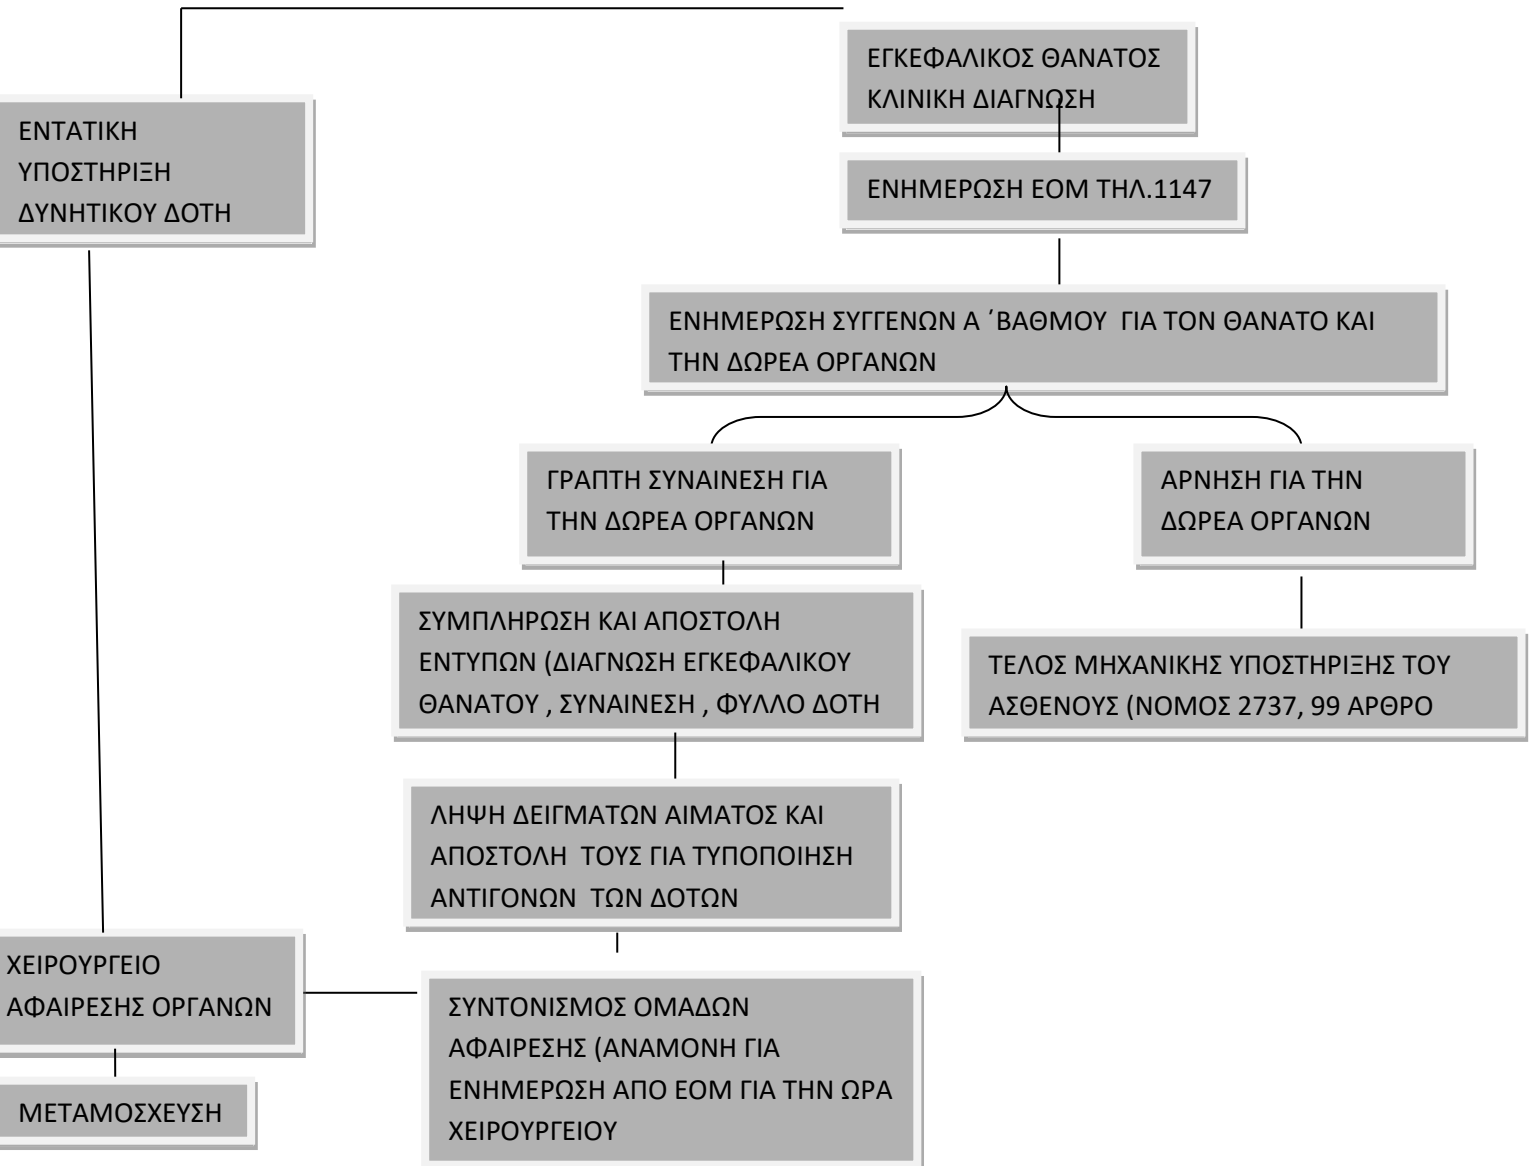 ΕΓΚΕΦΑΛΙΚΟΣ ΘΑΝΑΤΟΣ
ΚΛΙΝΙΚΗ ΔΙΑΓΝΩΣΗ
ΕΝΤΑΤΙΚΗ
ΥΠΟΣΤΗΡΙΞΗ
ΔΥΝΗΤΙΚΟΥ ΔΟΤΗ
ΕΝΗΜΕΡΩΣΗ ΕΟΜ ΤΗΛ.1147
ΕΝΗΜΕΡΩΣΗ ΣΥΓΓΕΝΩΝ Α ΄ΒΑΘΜΟΥ  ΓΙΑ ΤΟΝ ΘΑΝΑΤΟ ΚΑΙ
ΤΗΝ ΔΩΡΕΑ ΟΡΓΑΝΩΝ
ΓΡΑΠΤΗ ΣΥΝΑΙΝΕΣΗ ΓΙΑ
ΤΗΝ ΔΩΡΕΑ ΟΡΓΑΝΩΝ
ΑΡΝΗΣΗ ΓΙΑ ΤΗΝ
ΔΩΡΕΑ ΟΡΓΑΝΩΝ
ΣΥΜΠΛΗΡΩΣΗ ΚΑΙ ΑΠΟΣΤΟΛΗ
ΕΝΤΥΠΩΝ (ΔΙΑΓΝΩΣΗ ΕΓΚΕΦΑΛΙΚΟΥ
ΘΑΝΑΤΟΥ , ΣΥΝΑΙΝΕΣΗ , ΦΥΛΛΟ ΔΟΤΗ
ΤΕΛΟΣ ΜΗΧΑΝΙΚΗΣ ΥΠΟΣΤΗΡΙΞΗΣ ΤΟΥ
ΑΣΘΕΝΟΥΣ (ΝΟΜΟΣ 2737, 99 ΑΡΘΡΟ
ΛΗΨΗ ΔΕΙΓΜΑΤΩΝ ΑΙΜΑΤΟΣ ΚΑΙ
ΑΠΟΣΤΟΛΗ  ΤΟΥΣ ΓΙΑ ΤΥΠΟΠΟΙΗΣΗ
ΑΝΤΙΓΟΝΩΝ  ΤΩΝ ΔΟΤΩΝ
ΧΕΙΡΟΥΡΓΕΙΟ
ΑΦΑΙΡΕΣΗΣ ΟΡΓΑΝΩΝ
ΣΥΝΤΟΝΙΣΜΟΣ ΟΜΑΔΩΝ
ΑΦΑΙΡΕΣΗΣ (ΑΝΑΜΟΝΗ ΓΙΑ
ΕΝΗΜΕΡΩΣΗ ΑΠΟ ΕΟΜ ΓΙΑ ΤΗΝ ΩΡΑ
ΧΕΙΡΟΥΡΓΕΙΟΥ
ΜΕΤΑΜΟΣΧΕΥΣΗ